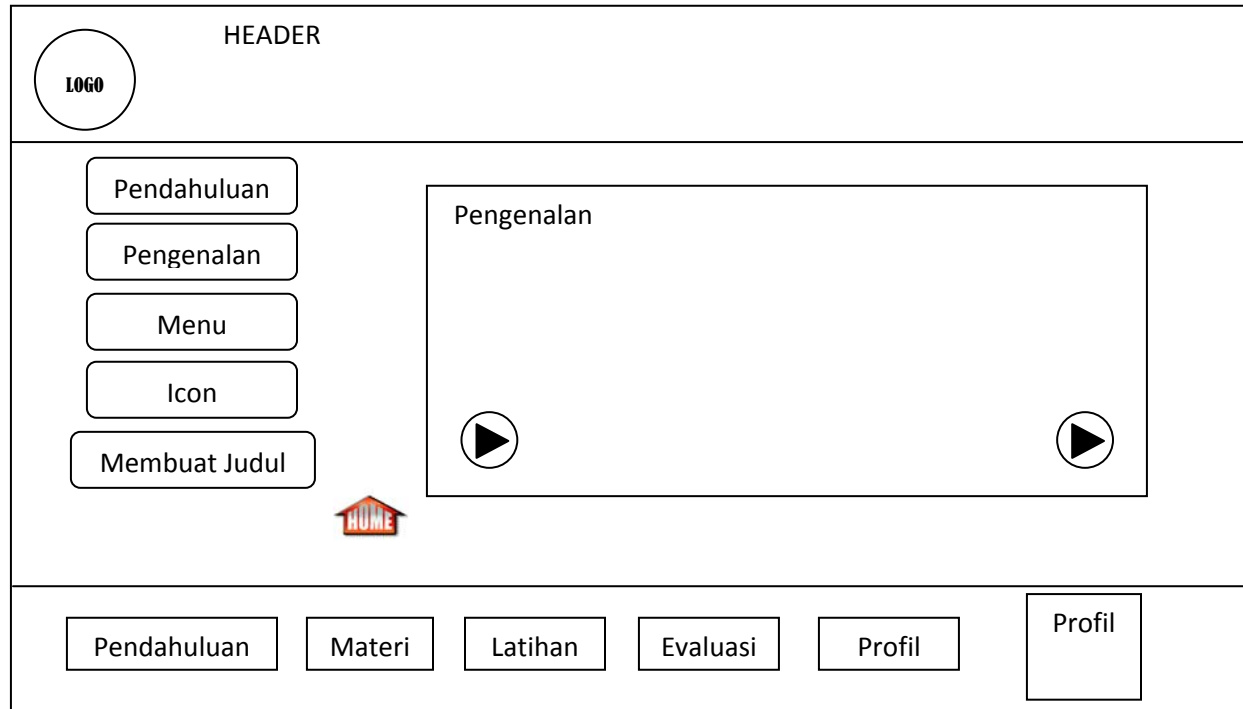 HEADER
LOGO
Pendahuluan
Pengenalan
Menu
Icon
Membuat Judul
Pengenalan
HOME
Pendahuluan
Materi
Latihan
Evaluasi
Profil
Profil